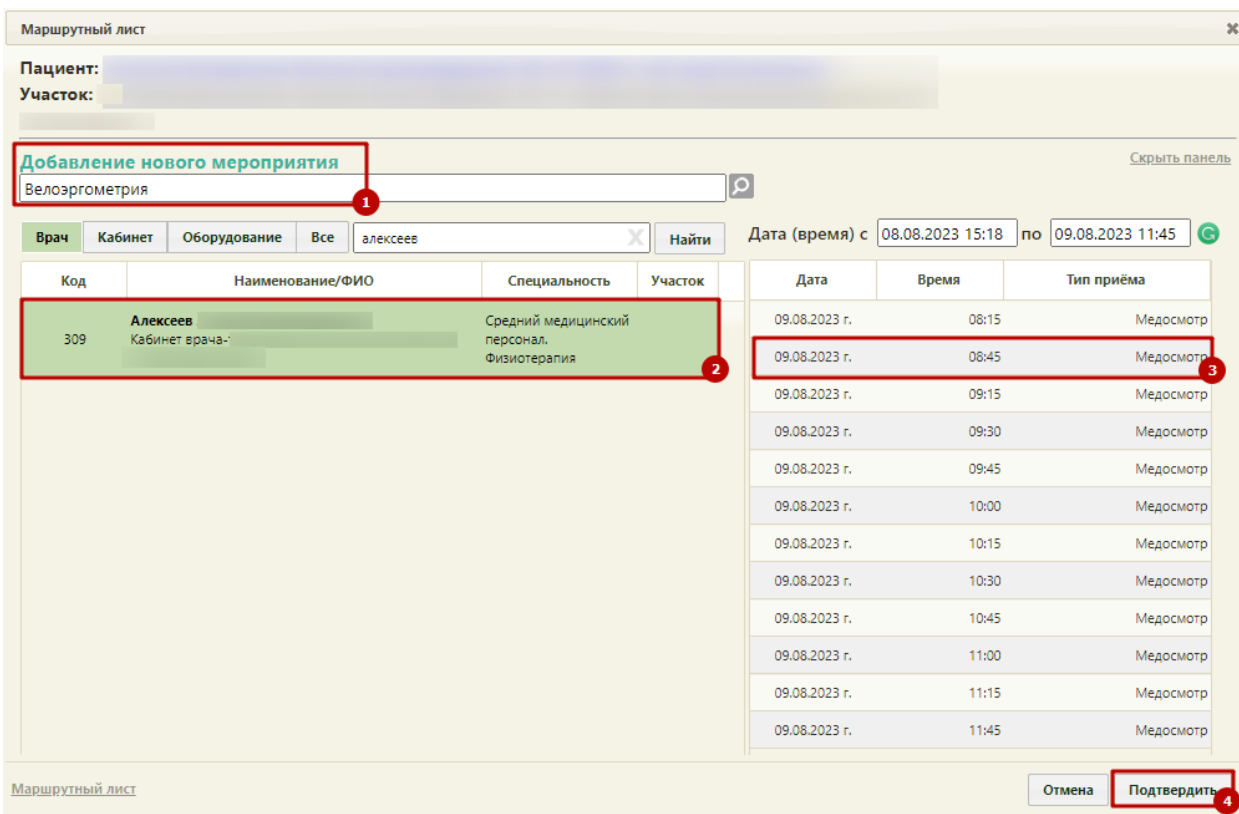 Маршрутный лист
Пациент:
Участок:
Добавление нового мероприятия
Скрыть панель
Велоэргометрия
1
Врач Кабинет Оборудование Все алексеев X Найти
Дата (время) с 08.08.2023 15:18 по 09.08.2023 11:45
Код Наименование/ФИО Специальность Участок
309 Алексеев
Кабинет врача-
Средний медицинский
персонал.
Физиотерапия
2
Дата Время Тип приёма
09.08.2023 г. 08:15 Медосмотр
09.08.2023 г. 08:45 Медосмотр
3
09.08.2023 г. 09:15 Медосмотр
09.08.2023 г. 09:30 Медосмотр
09.08.2023 г. 09:45 Медосмотр
09.08.2023 г. 10:00 Медосмотр
09.08.2023 г. 10:15 Медосмотр
09.08.2023 г. 10:30 Медосмотр
09.08.2023 г. 10:45 Медосмотр
09.08.2023 г. 11:00 Медосмотр
09.08.2023 г. 11:15 Медосмотр
09.08.2023 г. 11:45 Медосмотр
Маршрутный лист
Отмена Подтвердить
4